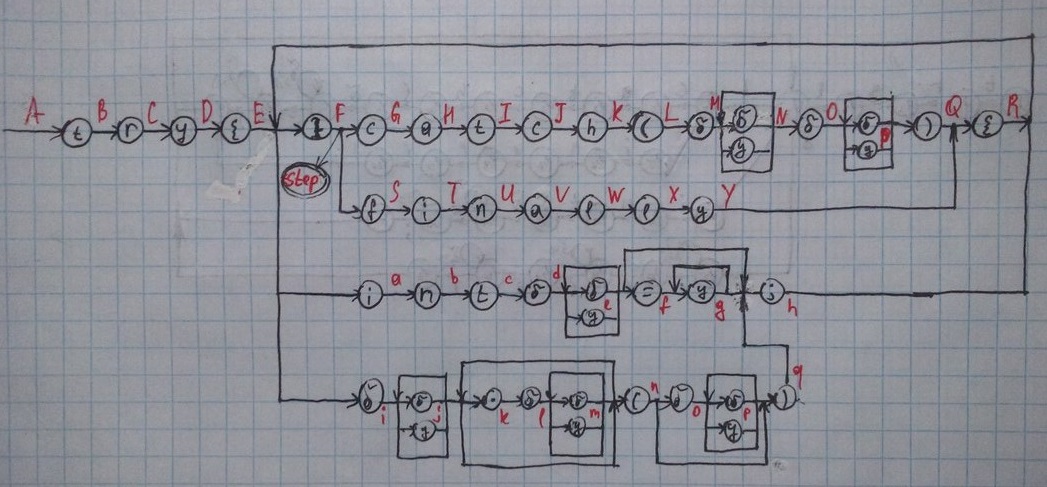 A B C D E F G H I J K L M N O Q R
t r y { } c a t c h ( б б y б б y ) {
p
Step
S T U V W X Y
f i n a l l y
a b c d e f g h
i n t б б y = y ;
i j k l m n o p q
б б y . б б y ( б б y )